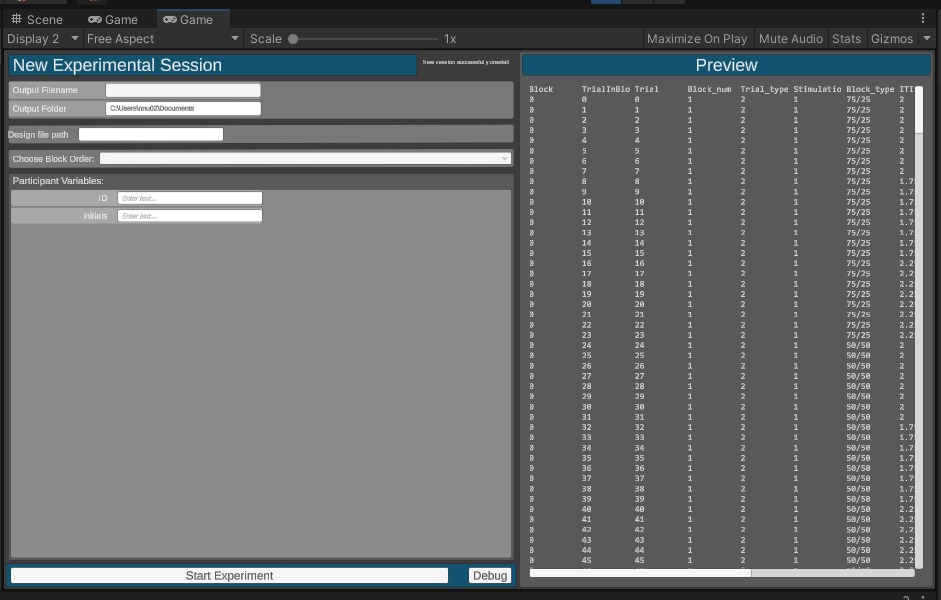 Scene Game Game
Display 2 Free Aspect Scale 1x Maximize On Play Mute Audio Stats Gizmos
New Experimental Session
New session successfully created
Output Filename
Output Folder C:\Users\nnu02\Documents
Design file path
Choose Block Order:
Participant Variables:
ID Enter text...
initials Enter text...
Start Experiment Debug
Preview
Block TrialInBlo Trial Block_num Trial_type Stimulatio Block_type ITI
0 0 0 1 2 1 75/25 2
0 1 1 1 2 1 75/25 2
0 2 2 1 2 1 75/25 2
0 3 3 1 2 1 75/25 2
0 4 4 1 2 1 75/25 2
0 5 5 1 2 1 75/25 2
0 6 6 1 2 1 75/25 2
0 7 7 1 2 1 75/25 2
0 8 8 1 2 1 75/25 1.7
0 9 9 1 2 1 75/25 1.7
0 10 10 1 2 1 75/25 1.7
0 11 11 1 2 1 75/25 1.7
0 12 12 1 2 1 75/25 1.7
0 13 13 1 2 1 75/25 1.7
0 14 14 1 2 1 75/25 1.7
0 15 15 1 2 1 75/25 1.7
0 16 16 1 2 1 75/25 2.2
0 17 17 1 2 1 75/25 2.2
0 18 18 1 2 1 75/25 2.2
0 19 19 1 2 1 75/25 2.2
0 20 20 1 2 1 75/25 2.2
0 21 21 1 2 1 75/25 2.2
0 22 22 1 2 1 75/25 2.2
0 23 23 1 2 1 75/25 2.2
0 24 24 1 2 1 50/50 2
0 25 25 1 2 1 50/50 2
0 26 26 1 2 1 50/50 2
0 27 27 1 2 1 50/50 2
0 28 28 1 2 1 50/50 2
0 29 29 1 2 1 50/50 2
0 30 30 1 2 1 50/50 2
0 31 31 1 2 1 50/50 2
0 32 32 1 2 1 50/50 1.7
0 33 33 1 2 1 50/50 1.7
0 34 34 1 2 1 50/50 1.7
0 35 35 1 2 1 50/50 1.7
0 36 36 1 2 1 50/50 1.7
0 37 37 1 2 1 50/50 1.7
0 38 38 1 2 1 50/50 1.7
0 39 39 1 2 1 50/50 1.7
0 40 40 1 2 1 50/50 2.2
0 41 41 1 2 1 50/50 2.2
0 42 42 1 2 1 50/50 2.2
0 43 43 1 2 1 50/50 2.2
0 44 44 1 2 1 50/50 2.2
0 45 45 1 2 1 50/50 2.2